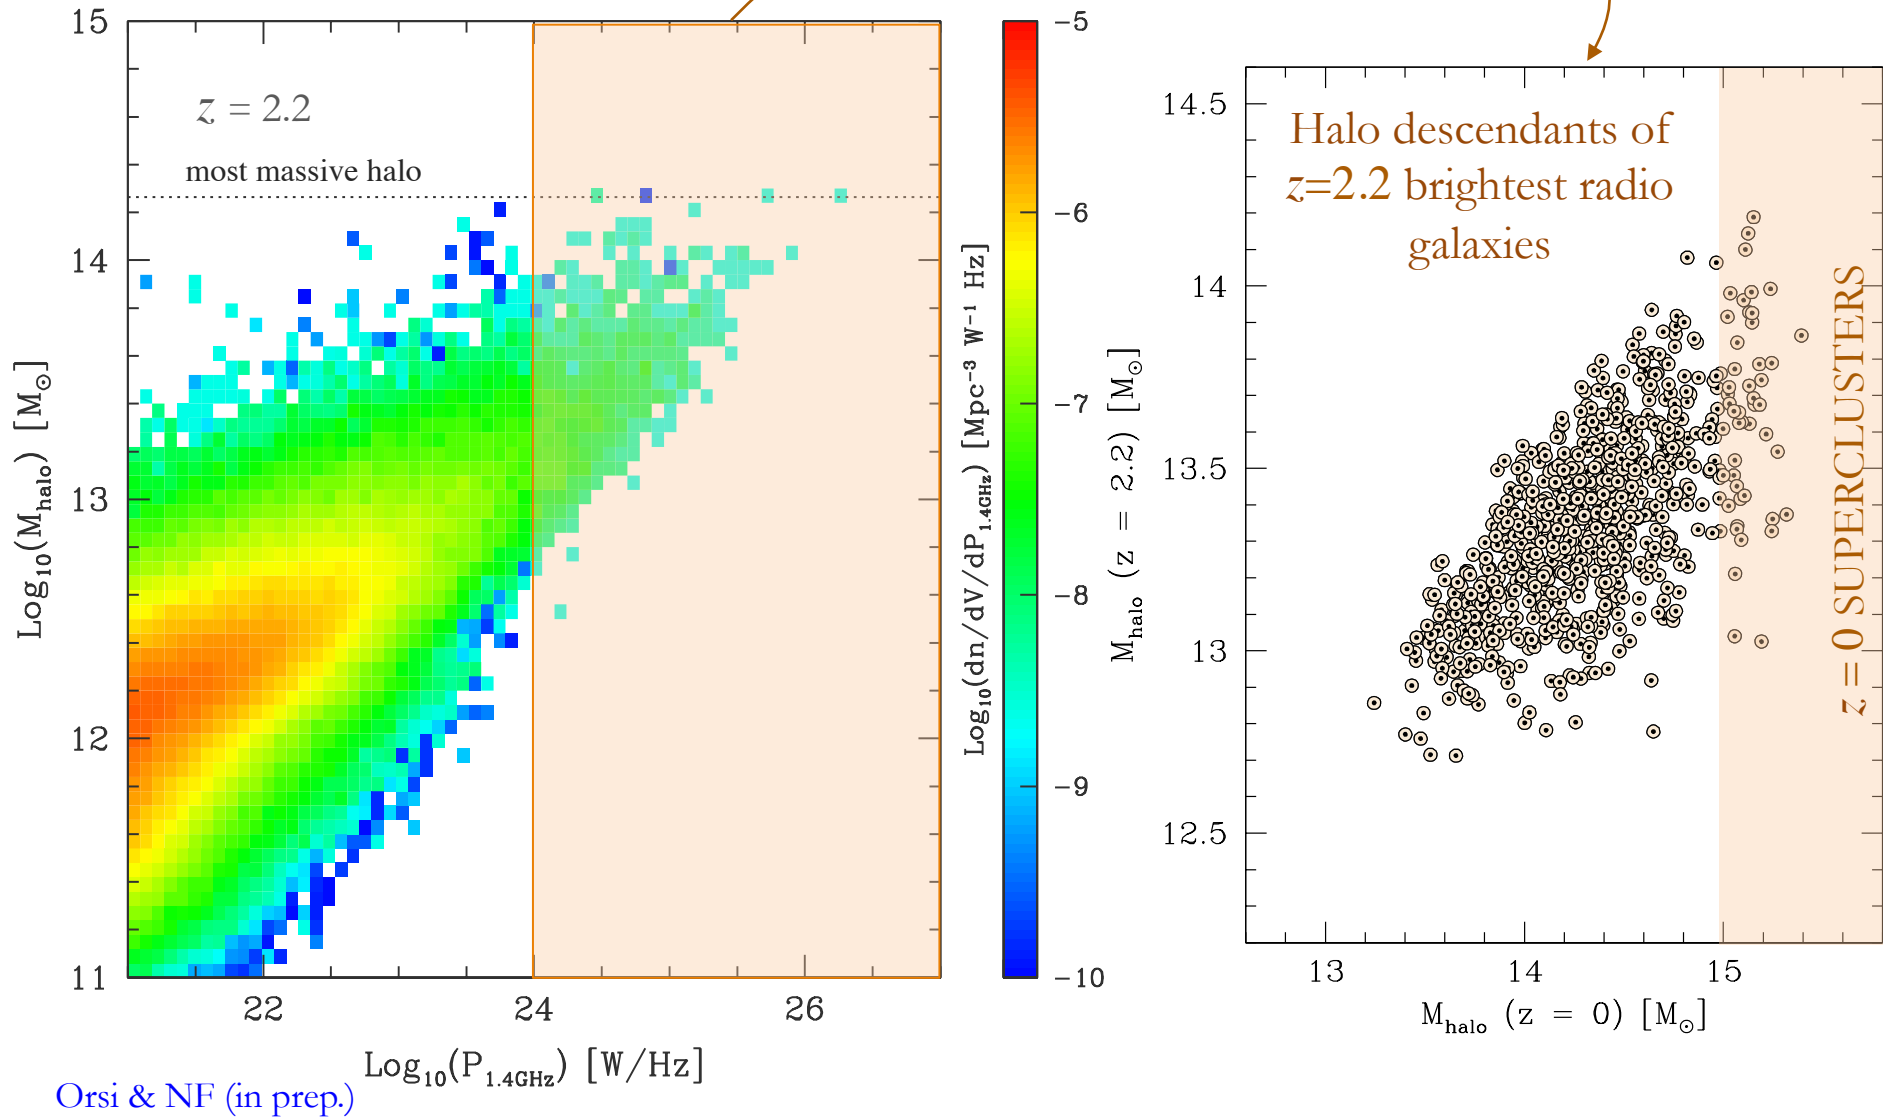 15
14
13
12
11
z = 2.2
most massive halo
Log10(Mhalo) [M⊙]
22
24
26
Log10(P1.4GHz) [W/Hz]
Orsi & NF (in prep.)
−5
−6
−7
−8
−9
−10
Log10(dn/dV/dP1.4GHz) [Mpc−3 W−1 Hz]
14.5
14
13.5
13
12.5
Mhalo (z = 2.2) [M⊙]
Halo descendants of
z=2.2 brightest radio
galaxies
z = 0 SUPERCLUSTERS
13
14
15
Mhalo (z = 0) [M⊙]